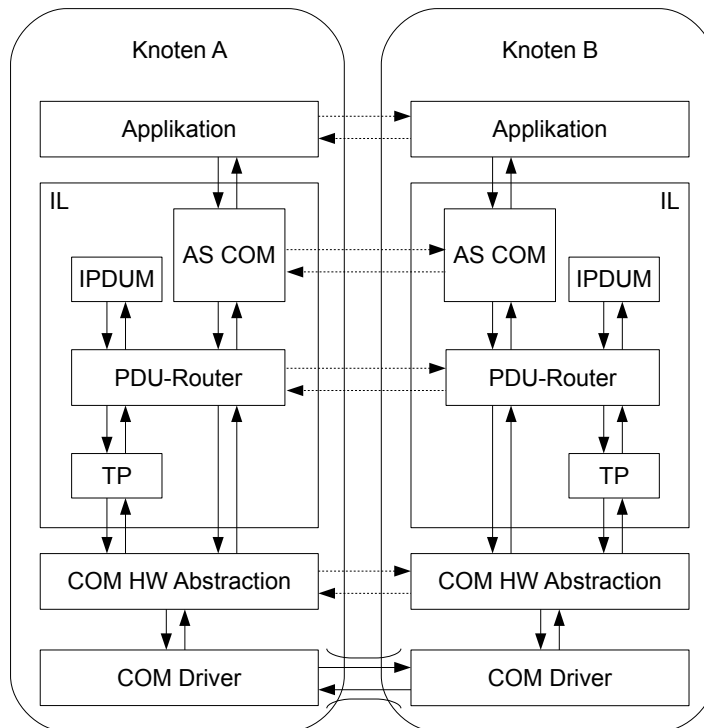 Knoten A
Knoten B
Applikation
Applikation
IL
IL
AS COM
AS COM
IPDUM
IPDUM
PDU-Router
PDU-Router
TP
TP
COM HW Abstraction
COM HW Abstraction
COM Driver
COM Driver